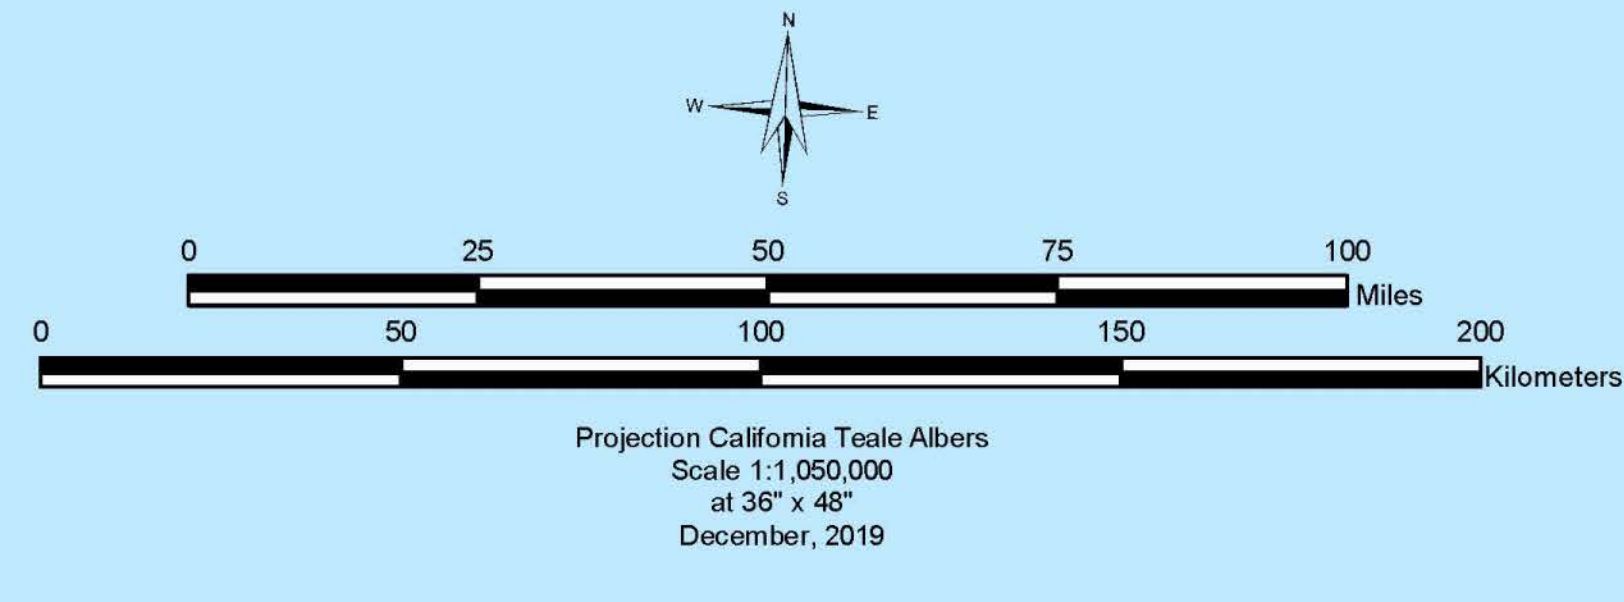 N
W E
S
0 25 50 75 100
Miles
0 50 100 150 200
Kilometers
Projection California Teale Albers
Scale 1:1,050,000
at 36" x 48"
December, 2019